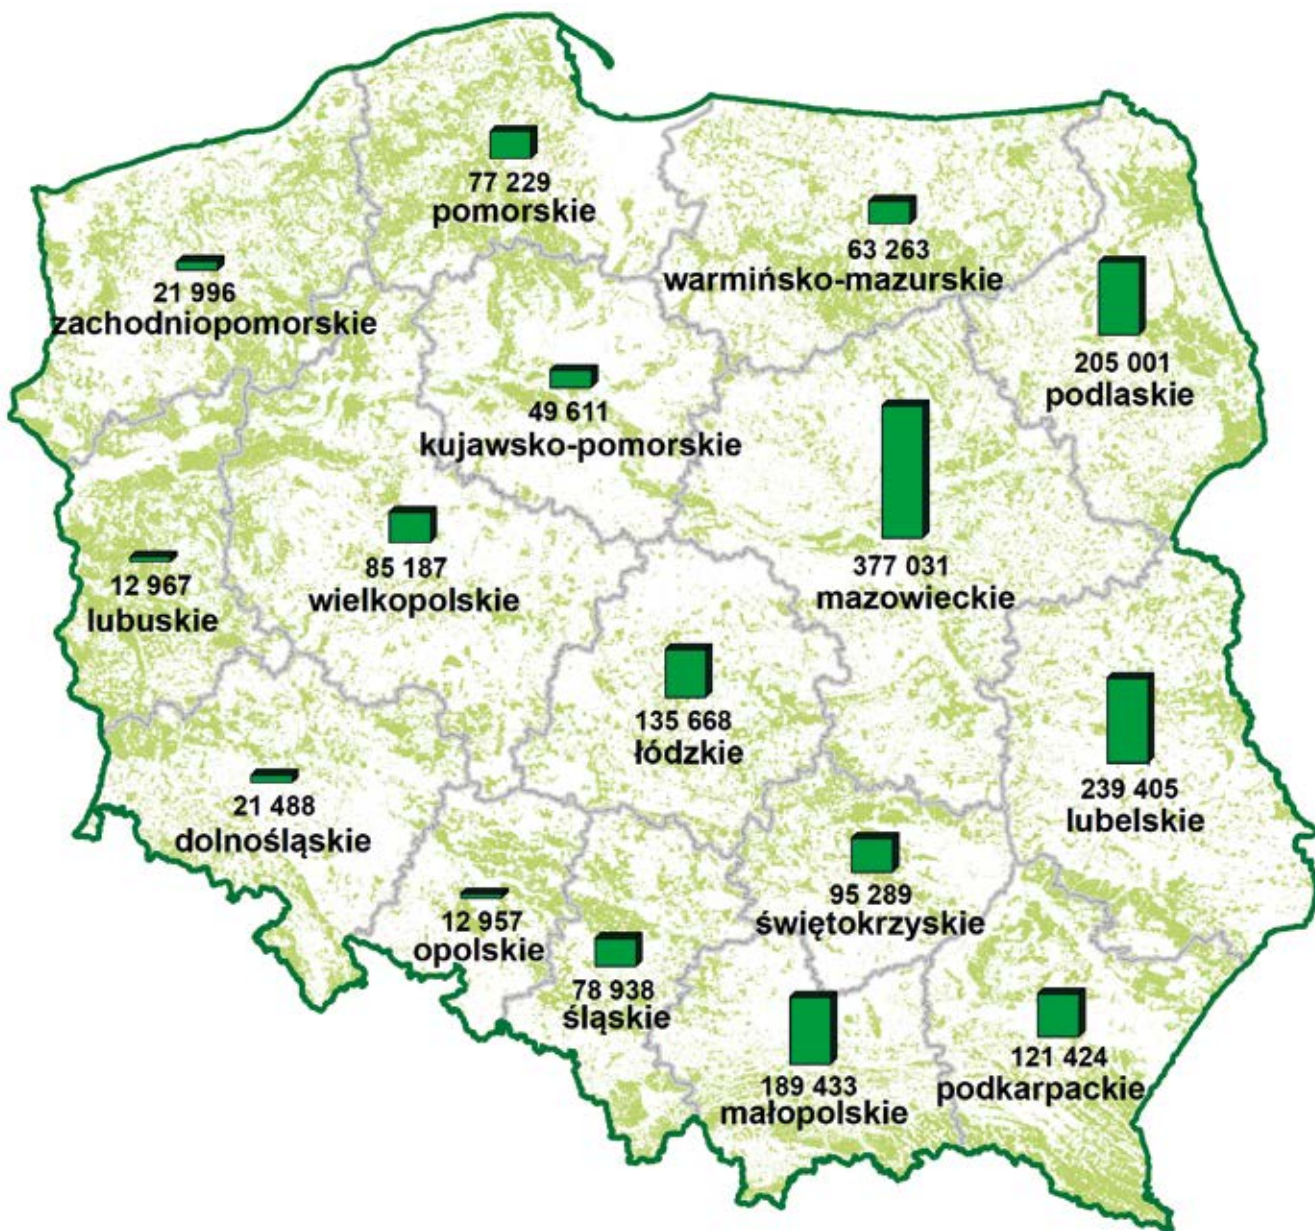 77 229
pomorskie
63 263
warmińsko-mazurskie
21 996
zachodniopomorskie
205 001
podlaskie
49 611
kujawsko-pomorskie
377 031
mazowieckie
85 187
wielkopolskie
12 967
lubuskie
135 668
łódzkie
239 405
lubelskie
21 488
dolnośląskie
95 289
świętokrzyskie
12 957
opolskie
78 938
śląskie
121 424
podkarpackie
189 433
małopolskie